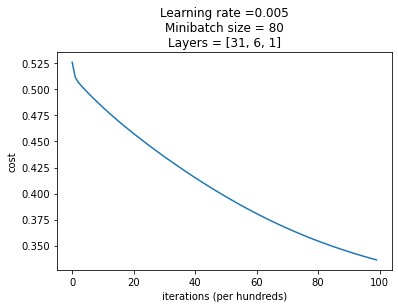 Learning rate =0.005
Minibatch size = 80
Layers = [31, 6, 1]
0.525
0.500
0.475
0.450
0.425
0.400
0.375
0.350
cost
0 20 40 60 80 100
iterations (per hundreds)